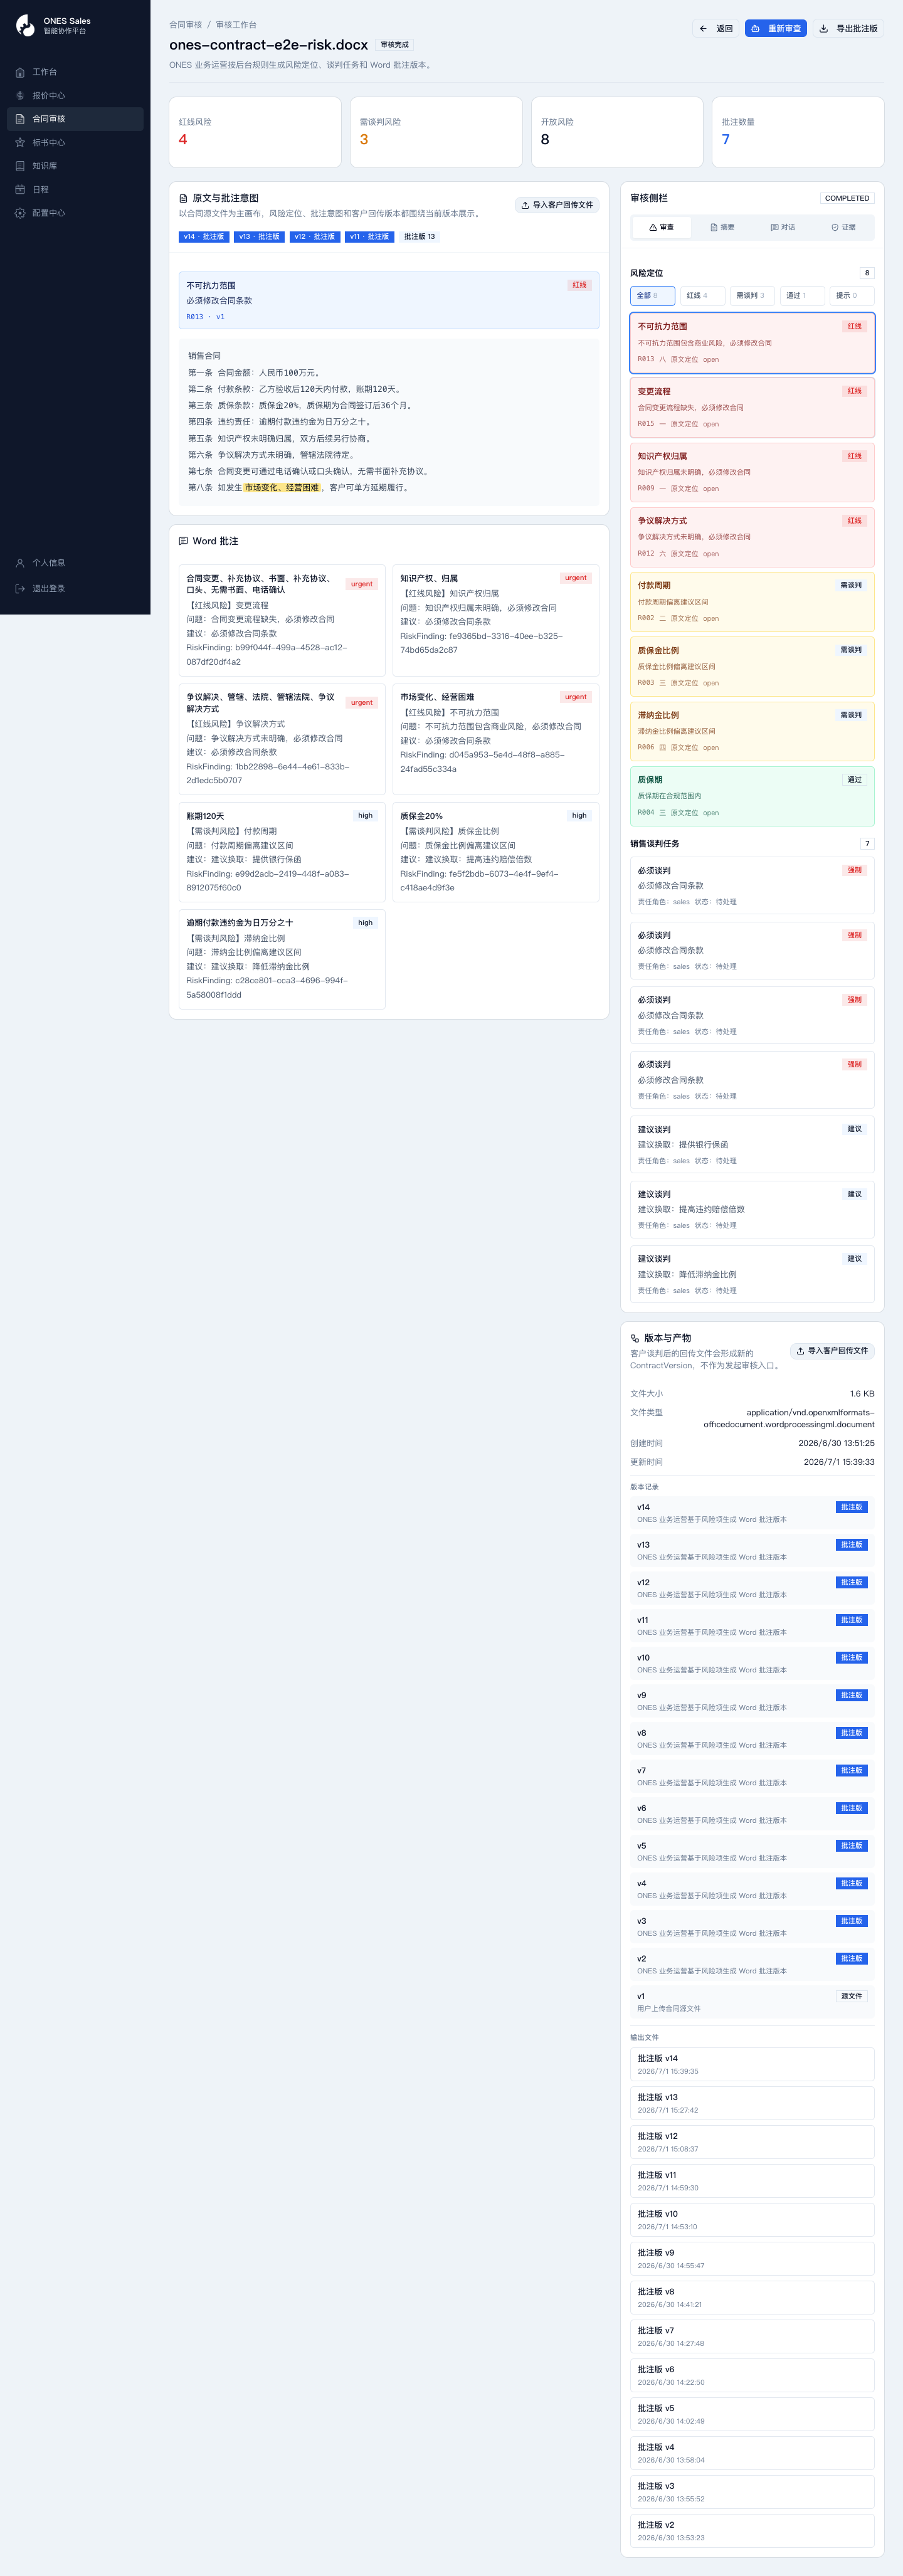 ONES Sales
智能协作平台
工作台
报价中心
合同审核
标书中心
知识库
日程
配置中心
个人信息
退出登录
合同审核 / 审核工作台
ones-contract-e2e-risk.docx 审核完成
ONES 业务运营按后台规则生成风险定位、谈判任务和 Word 批注版本。
返回
重新审查
导出批注版
红线风险
4
需谈判风险
3
开放风险
8
批注数量
7
原文与批注意图
以合同源文件为主画布，风险定位、批注意图和客户回传版本都围绕当前版本展示。
导入客户回传文件
v14 · 批注版 v13 · 批注版 v12 · 批注版 v11 · 批注版 批注版 13
不可抗力范围 红线
必须修改合同条款
R013 · v1
销售合同
第一条 合同金额：人民币100万元。
第二条 付款条款：乙方验收后120天内付款，账期120天。
第三条 质保条款：质保金20%，质保期为合同签订后36个月。
第四条 违约责任：逾期付款违约金为日万分之十。
第五条 知识产权未明确归属，双方后续另行协商。
第六条 争议解决方式未明确，管辖法院待定。
第七条 合同变更可通过电话确认或口头确认，无需书面补充协议。
第八条 如发生市场变化、经营困难，客户可单方延期履行。
Word 批注
合同变更、补充协议、书面、补充协议、
口头、无需书面、电话确认 urgent
【红线风险】变更流程
问题：合同变更流程缺失，必须修改合同
建议：必须修改合同条款
RiskFinding: b99f044f-499a-4528-ac12-
087df20df4a2
知识产权、归属 urgent
【红线风险】知识产权归属
问题：知识产权归属未明确，必须修改合同
建议：必须修改合同条款
RiskFinding: fe9365bd-3316-40ee-b325-
74bd65da2c87
争议解决、管辖、法院、管辖法院、争议
解决方式 urgent
【红线风险】争议解决方式
问题：争议解决方式未明确，必须修改合同
建议：必须修改合同条款
RiskFinding: 1bb22898-6e44-4e61-833b-
2d1edc5b0707
市场变化、经营困难 urgent
【红线风险】不可抗力范围
问题：不可抗力范围包含商业风险，必须修改合同
建议：必须修改合同条款
RiskFinding: d045a953-5e4d-48f8-a885-
24fad55c334a
账期120天 high
【需谈判风险】付款周期
问题：付款周期偏离建议区间
建议：建议换取：提供银行保函
RiskFinding: e99d2adb-2419-448f-a083-
8912075f60c0
质保金20% high
【需谈判风险】质保金比例
问题：质保金比例偏离建议区间
建议：建议换取：提高违约赔偿倍数
RiskFinding: fe5f2bdb-6073-4e4f-9ef4-
c418ae4d9f3e
逾期付款违约金为日万分之十 high
【需谈判风险】滞纳金比例
问题：滞纳金比例偏离建议区间
建议：建议换取：降低滞纳金比例
RiskFinding: c28ce801-cca3-4696-994f-
5a58008f1ddd
审核侧栏 COMPLETED
审查 摘要 对话 证据
风险定位 8
全部 8 红线 4 需谈判 3 通过 1 提示 0
不可抗力范围 红线
不可抗力范围包含商业风险，必须修改合同
R013 八 原文定位 open
变更流程 红线
合同变更流程缺失，必须修改合同
R015 一 原文定位 open
知识产权归属 红线
知识产权归属未明确，必须修改合同
R009 一 原文定位 open
争议解决方式 红线
争议解决方式未明确，必须修改合同
R012 六 原文定位 open
付款周期 需谈判
付款周期偏离建议区间
R002 二 原文定位 open
质保金比例 需谈判
质保金比例偏离建议区间
R003 三 原文定位 open
滞纳金比例 需谈判
滞纳金比例偏离建议区间
R006 四 原文定位 open
质保期 通过
质保期在合规范围内
R004 三 原文定位 open
销售谈判任务 7
必须谈判 强制
必须修改合同条款
责任角色：sales 状态：待处理
必须谈判 强制
必须修改合同条款
责任角色：sales 状态：待处理
必须谈判 强制
必须修改合同条款
责任角色：sales 状态：待处理
必须谈判 强制
必须修改合同条款
责任角色：sales 状态：待处理
建议谈判 建议
建议换取：提供银行保函
责任角色：sales 状态：待处理
建议谈判 建议
建议换取：提高违约赔偿倍数
责任角色：sales 状态：待处理
建议谈判 建议
建议换取：降低滞纳金比例
责任角色：sales 状态：待处理
版本与产物
客户谈判后的回传文件会形成新的
ContractVersion，不作为发起审核入口。
导入客户回传文件
文件大小 1.6 KB
文件类型 application/vnd.openxmlformats-
officedocument.wordprocessingml.document
创建时间 2026/6/30 13:51:25
更新时间 2026/7/1 15:39:33
版本记录
v14 批注版
ONES 业务运营基于风险项生成 Word 批注版本
v13 批注版
ONES 业务运营基于风险项生成 Word 批注版本
v12 批注版
ONES 业务运营基于风险项生成 Word 批注版本
v11 批注版
ONES 业务运营基于风险项生成 Word 批注版本
v10 批注版
ONES 业务运营基于风险项生成 Word 批注版本
v9 批注版
ONES 业务运营基于风险项生成 Word 批注版本
v8 批注版
ONES 业务运营基于风险项生成 Word 批注版本
v7 批注版
ONES 业务运营基于风险项生成 Word 批注版本
v6 批注版
ONES 业务运营基于风险项生成 Word 批注版本
v5 批注版
ONES 业务运营基于风险项生成 Word 批注版本
v4 批注版
ONES 业务运营基于风险项生成 Word 批注版本
v3 批注版
ONES 业务运营基于风险项生成 Word 批注版本
v2 批注版
ONES 业务运营基于风险项生成 Word 批注版本
v1 源文件
用户上传合同源文件
输出文件
批注版 v14
2026/7/1 15:39:35
批注版 v13
2026/7/1 15:27:42
批注版 v12
2026/7/1 15:08:37
批注版 v11
2026/7/1 14:59:30
批注版 v10
2026/7/1 14:53:10
批注版 v9
2026/6/30 14:55:47
批注版 v8
2026/6/30 14:41:21
批注版 v7
2026/6/30 14:27:48
批注版 v6
2026/6/30 14:22:50
批注版 v5
2026/6/30 14:02:49
批注版 v4
2026/6/30 13:58:04
批注版 v3
2026/6/30 13:55:52
批注版 v2
2026/6/30 13:53:23